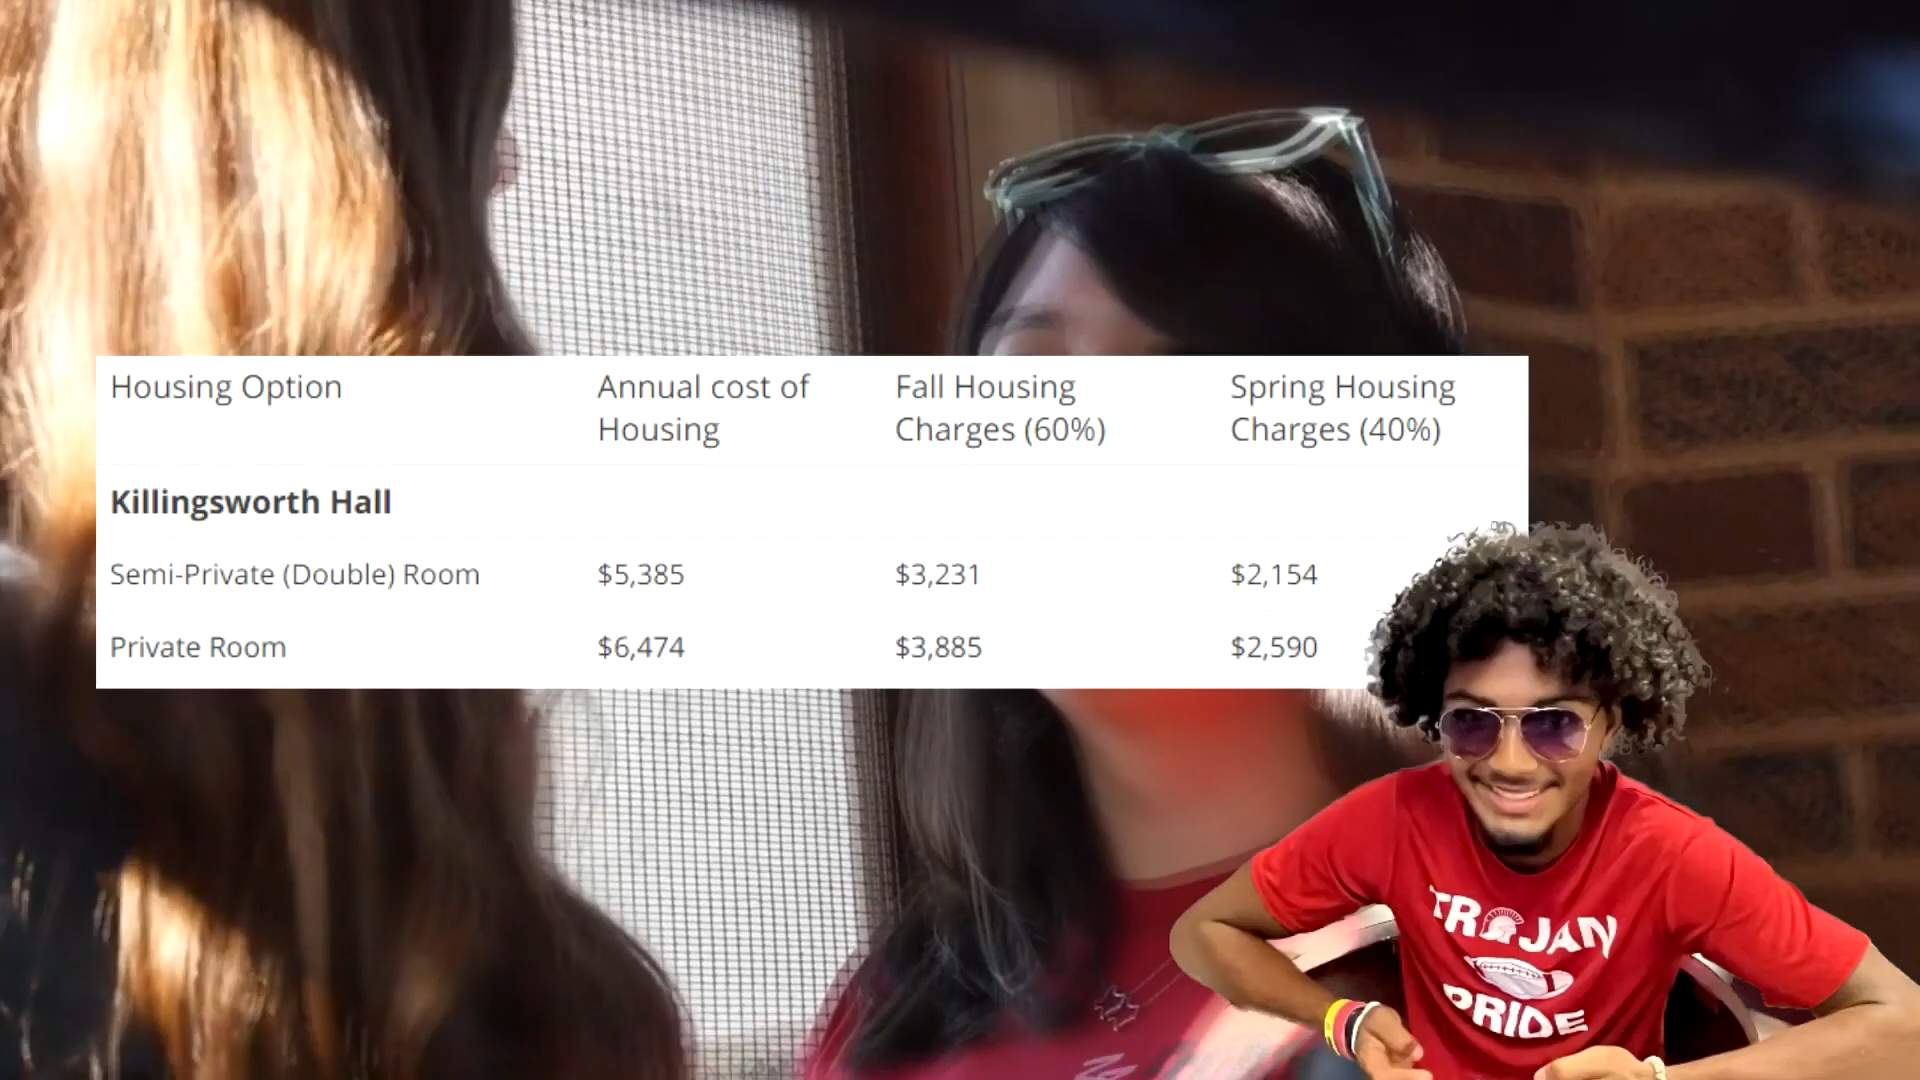 Housing Option Annual cost of Housing Fall Housing Charges (60%) Spring Housing Charges (40%)
Killingsworth Hall
Semi-Private (Double) Room $5,385 $3,231 $2,154
Private Room $6,474 $3,885 $2,590
TROJAN
PRIDE